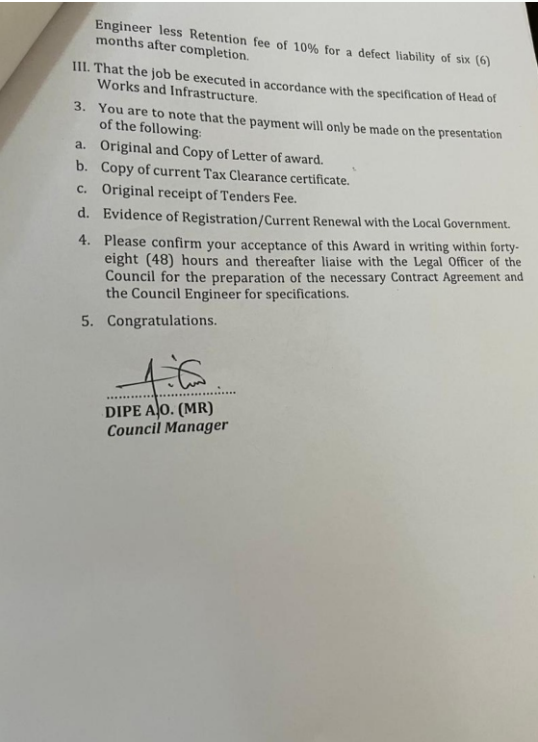 Engineer less Retention fee of 10% for a defect liability of six (6)
months after completion.
III. That the job be executed in accordance with the specification of Head of
Works and Infrastructure.
3. You are to note that the payment will only be made on the presentation
of the following:
a. Original and Copy of Letter of award.
b. Copy of current Tax Clearance certificate.
c. Original receipt of Tenders Fee.
d. Evidence of Registration/Current Renewal with the Local Government.
4. Please confirm your acceptance of this Award in writing within forty-
eight (48) hours and thereafter liaise with the Legal Officer of the
Council for the preparation of the necessary Contract Agreement and
the Council Engineer for specifications.
5. Congratulations.
DIPE A.O. (MR)
Council Manager